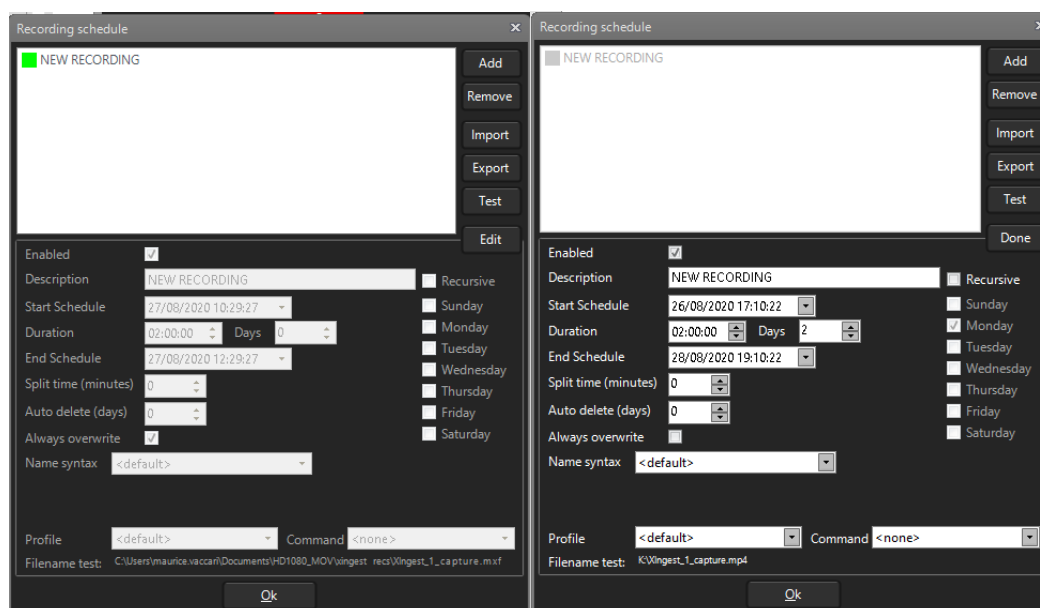 Recording schedule
NEW RECORDING
Add
Remove
Import
Export
Test
Edit
Enabled
Description NEW RECORDING Recursive
Start Schedule 27/08/2020 10:29:27 Sunday
Duration 02:00:00 Days 0 Monday
End Schedule 27/08/2020 12:29:27 Tuesday
Wednesday
Split time (minutes) 0 Thursday
Auto delete (days) 0 Friday
Always overwrite Saturday
Name syntax <default>
Profile <default> Command <none>
Filename test: C:\Users\maurice.vaccari\Documents\HD1080_MOV\xingest recs\XIngest_1_capture.mxf
Ok
Recording schedule
NEW RECORDING
Add
Remove
Import
Export
Test
Done
Enabled
Description NEW RECORDING Recursive
Start Schedule 26/08/2020 17:10:22 Sunday
Duration 02:00:00 Days 2 Monday
End Schedule 28/08/2020 19:10:22 Tuesday
Wednesday
Split time (minutes) 0 Thursday
Auto delete (days) 0 Friday
Always overwrite Saturday
Name syntax <default>
Profile <default> Command <none>
Filename test: K:\XIngest_1_capture.mp4
Ok